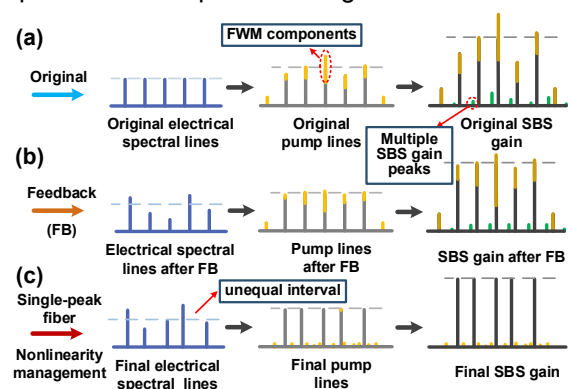 (a)
FWM components
Original
Original electrical
spectral lines
Original
pump lines
Original SBS
gain
Multiple
SBS gain
peaks
(b)
Feedback
(FB)
Electrical spectral
lines after FB
Pump lines
after FB
SBS gain after FB
(c)
unequal interval
Single-peak
fiber
Nonlinearity
management
Final electrical
spectral lines
Final pump
lines
Final SBS gain